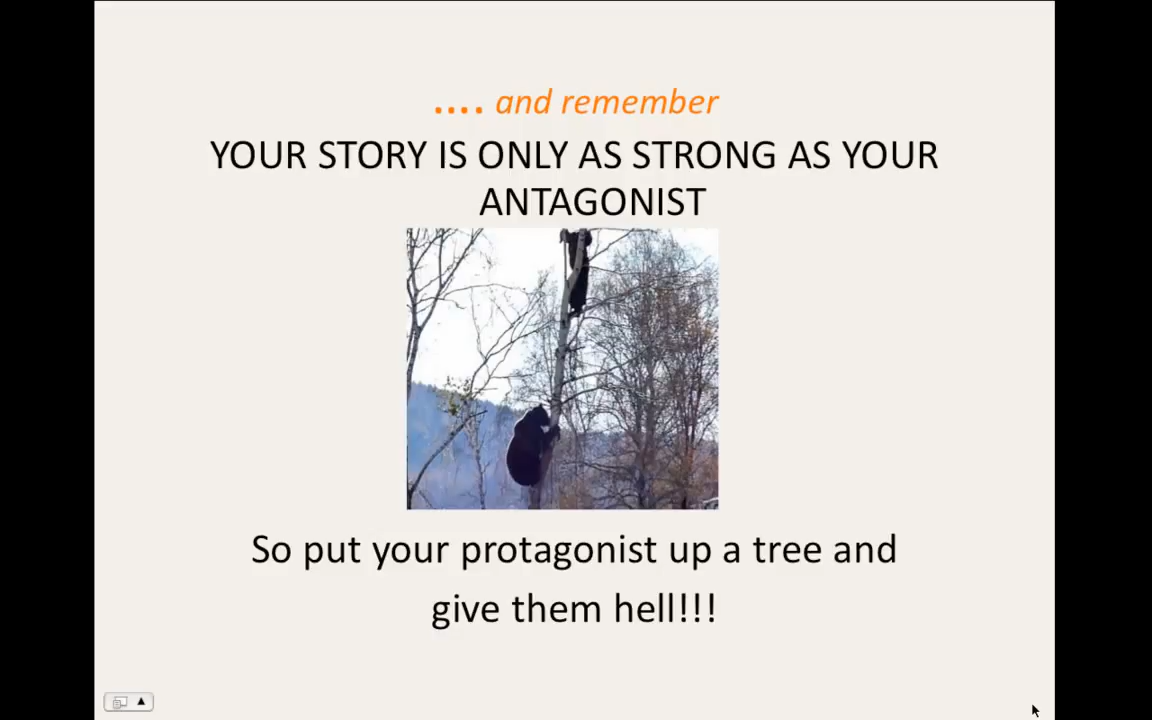 .... and remember
YOUR STORY IS ONLY AS STRONG AS YOUR
ANTAGONIST
So put your protagonist up a tree and
give them hell!!!